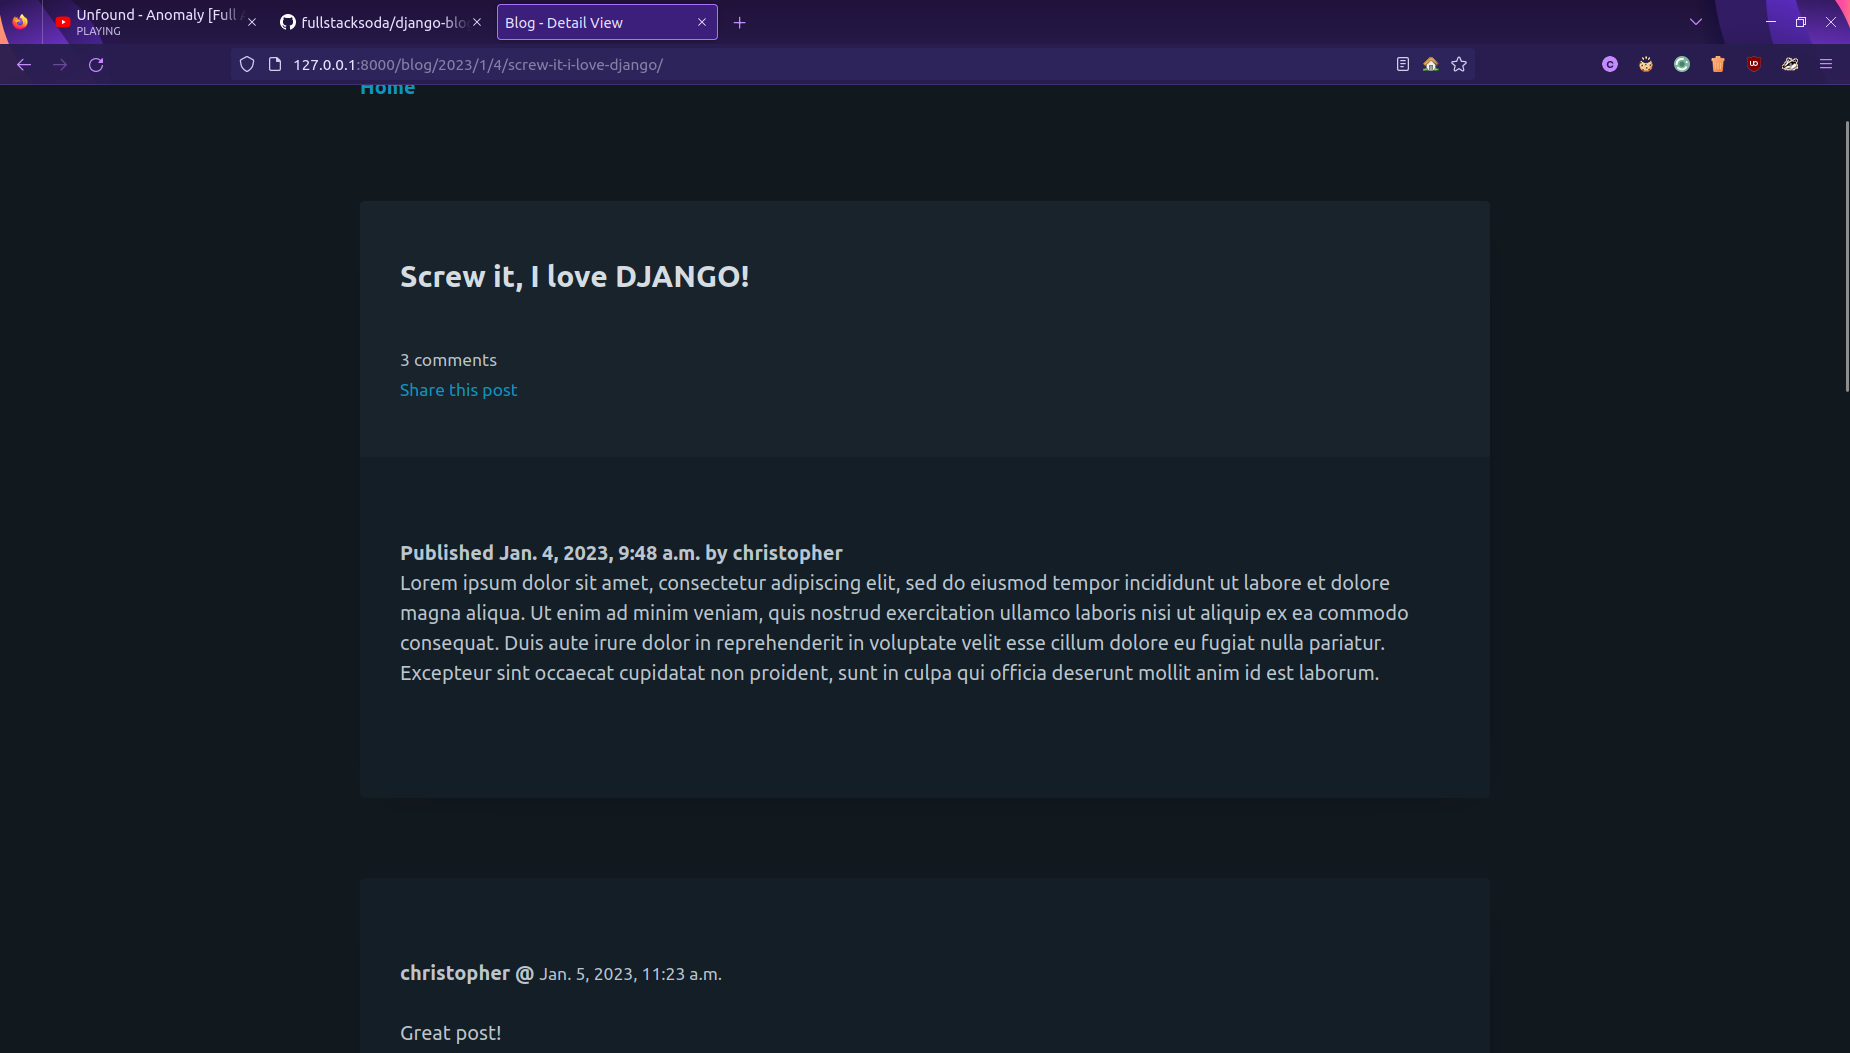 Unfound - Anomaly [Full
PLAYING
fullstacksoda/django-blo
Blog - Detail View
127.0.0.1:8000/blog/2023/1/4/screw-it-i-love-django/
Home
Screw it, I love DJANGO!
3 comments
Share this post
Published Jan. 4, 2023, 9:48 a.m. by christopher
Lorem ipsum dolor sit amet, consectetur adipiscing elit, sed do eiusmod tempor incididunt ut labore et dolore
magna aliqua. Ut enim ad minim veniam, quis nostrud exercitation ullamco laboris nisi ut aliquip ex ea commodo
consequat. Duis aute irure dolor in reprehenderit in voluptate velit esse cillum dolore eu fugiat nulla pariatur.
Excepteur sint occaecat cupidatat non proident, sunt in culpa qui officia deserunt mollit anim id est laborum.
christopher @ Jan. 5, 2023, 11:23 a.m.
Great post!